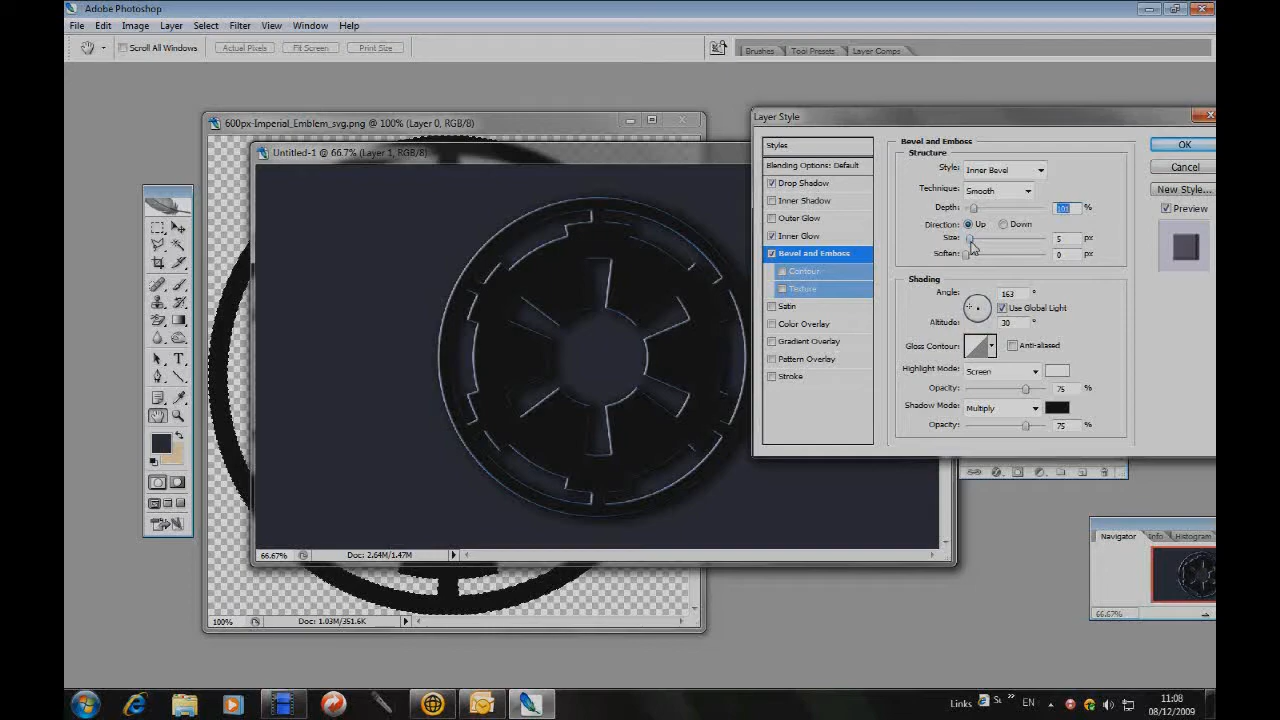 Adobe Photoshop
File Edit Image Layer Select Filter View Window Help
Scroll All Windows Actual Pixels Fit Screen Print Size Brushes Tool Presets Layer Comps
600px-Imperial_Emblem_svg.png @ 100% (Layer 0, RGB/8)
Untitled-1 @ 66.7% (Layer 1, RGB/8)
Layer Style
Styles
Blending Options: Default
Drop Shadow
Inner Shadow
Outer Glow
Inner Glow
Bevel and Emboss
Contour
Texture
Satin
Color Overlay
Gradient Overlay
Pattern Overlay
Stroke
Bevel and Emboss
Structure
Style: Inner Bevel
Technique: Smooth
Depth: %
Direction: Up Down
Size: 5 px
Soften: 0 px
Shading
Angle: 163 °
Use Global Light
Altitude: 30 °
Gloss Contour: Anti-aliased
Highlight Mode: Screen
Opacity: 75 %
Shadow Mode: Multiply
Opacity: 75 %
OK
Cancel
New Style...
Preview
66.67% Doc: 2.64M/1.47M
100% Doc: 1.03M/351.6K
Navigator Info Histogram
66.67%
Links EN
11:08
08/12/2009